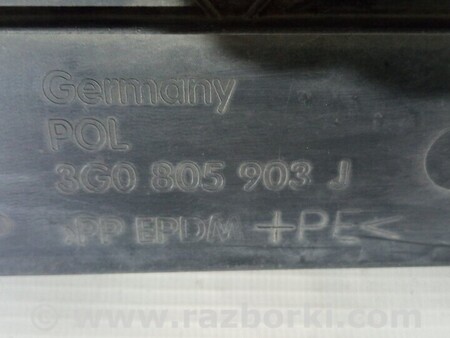 Germany
POL
3G0 805 903 J
PP EPDM +PE<
www.razborki.com